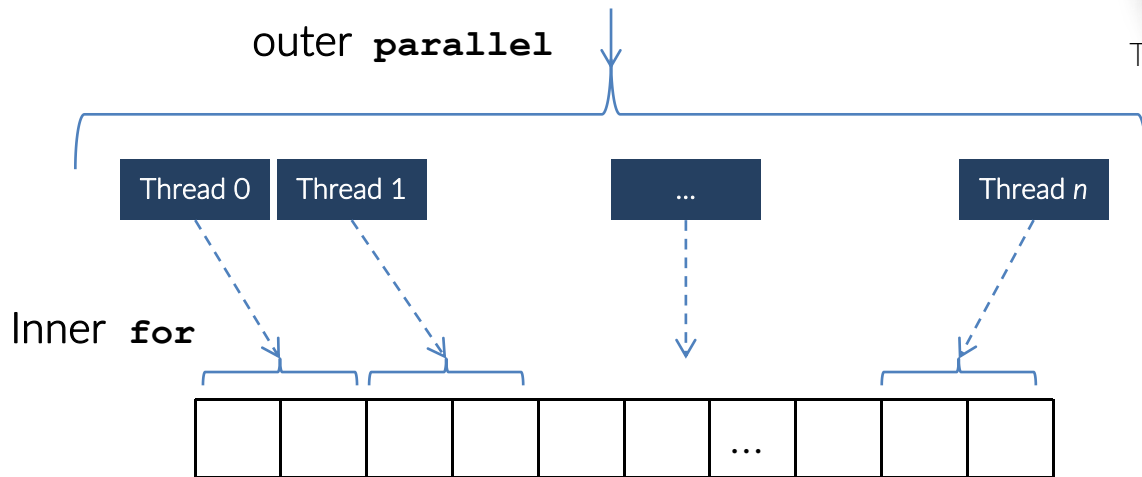 outer parallel
T
Thread 0
Thread 1
...
Thread n
Inner for
...